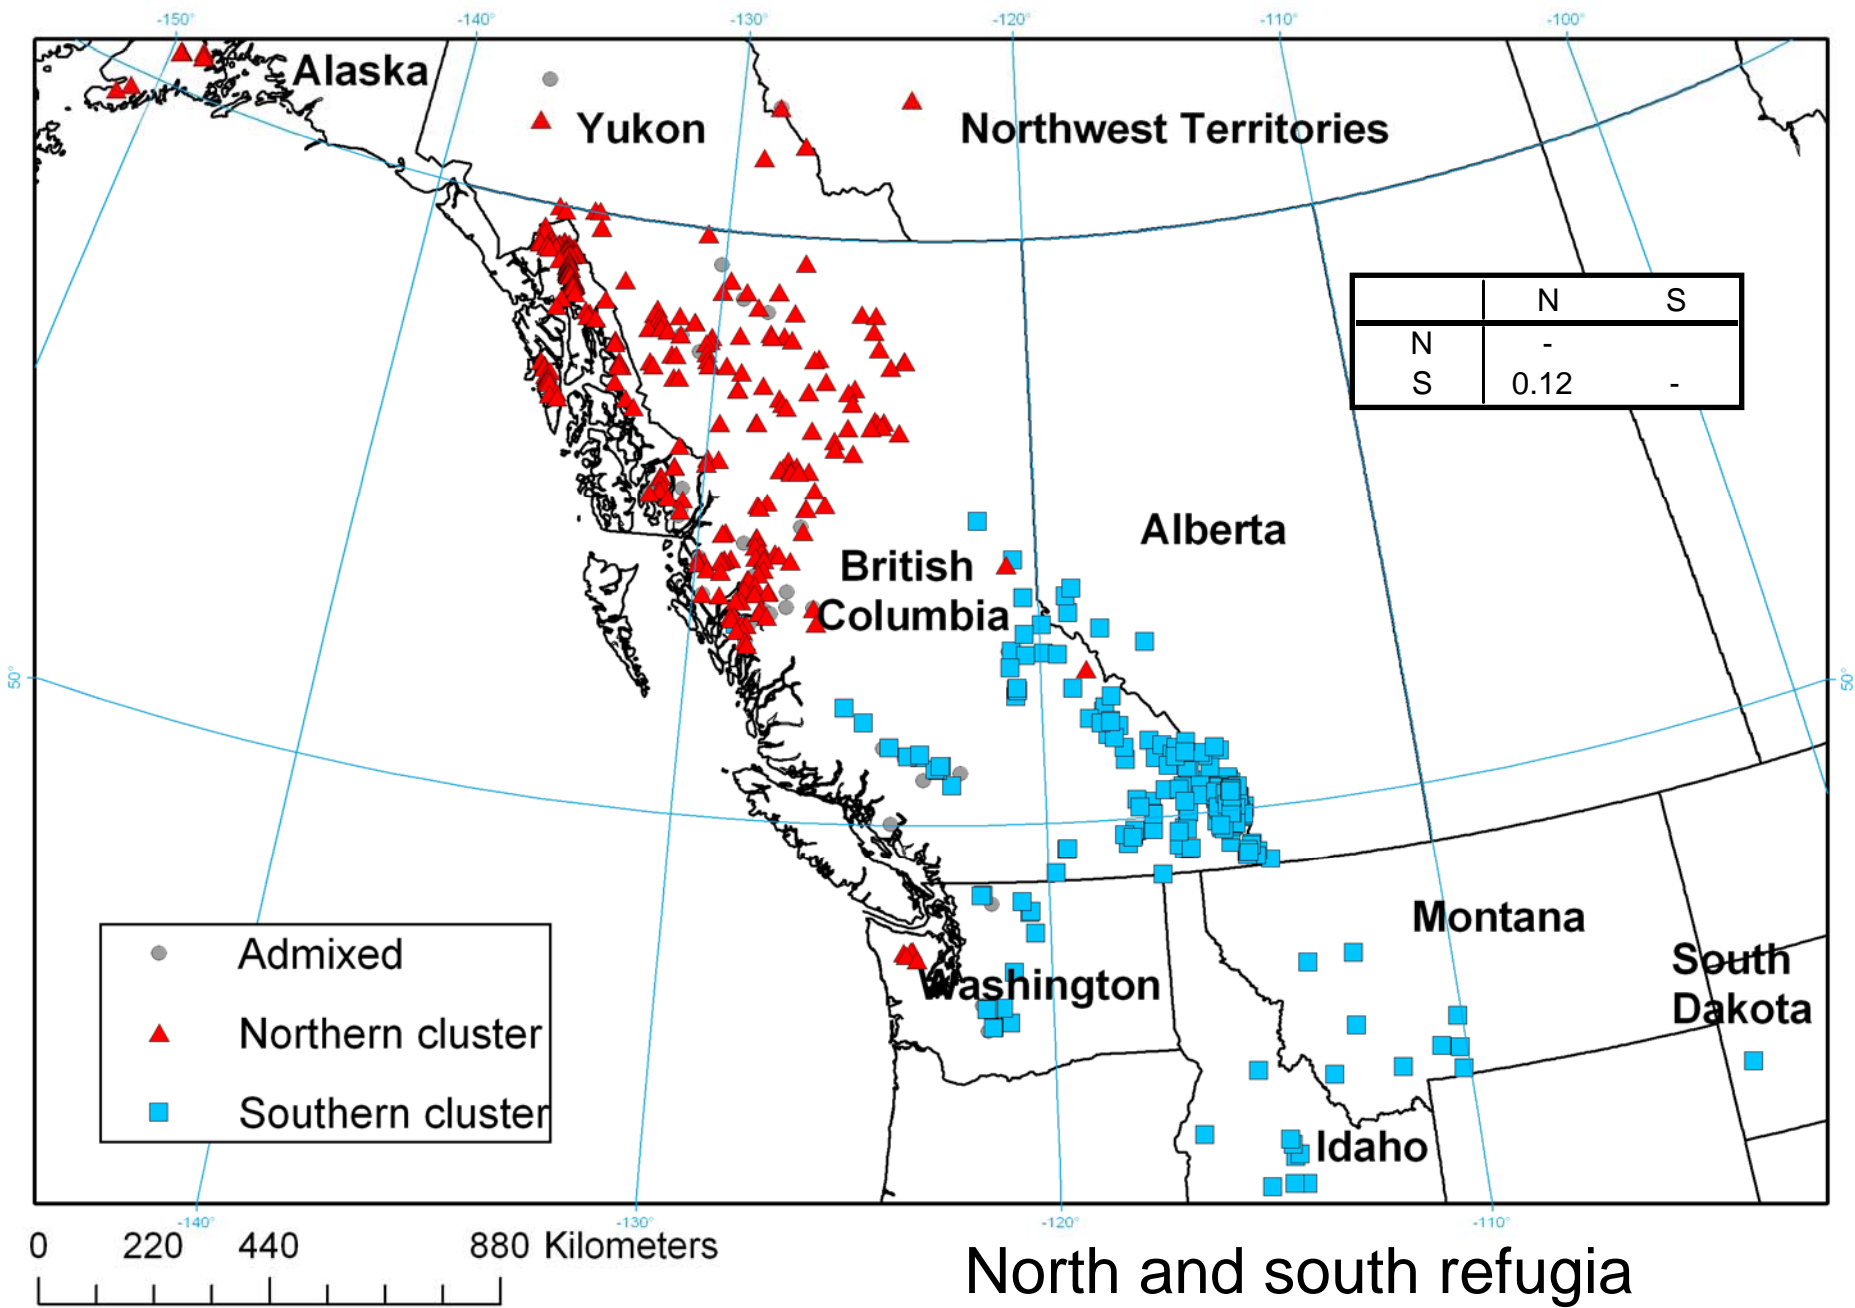 -150° -140° -130° -120° -110° -100°
Alaska
Yukon
Northwest Territories
N S
N -
S 0.12 -
Alberta
British
Columbia
50° 50°
Montana
Washington
South
Dakota
Idaho
Admixed
Northern cluster
Southern cluster
-140° -130° -120° -110°
0 220 440 880 Kilometers
North and south refugia